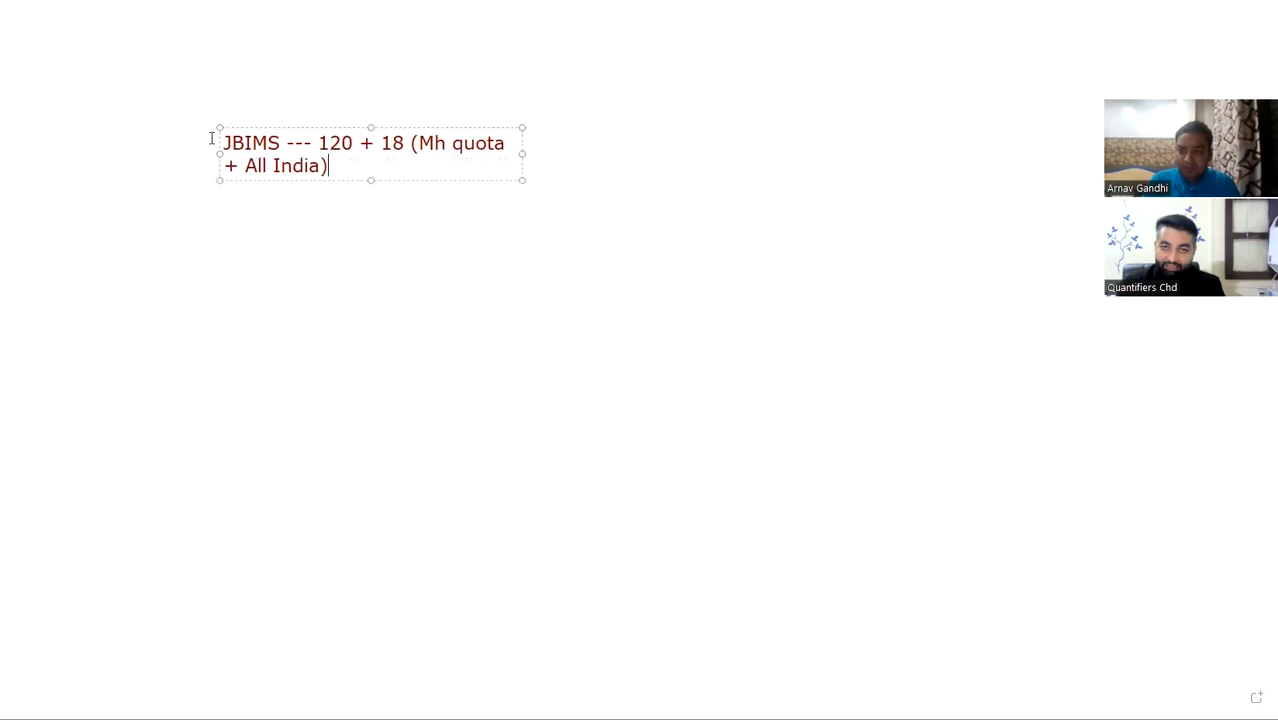 JBIMS --- 120 + 18 (Mh quota
+ All India)
Arnav Gandhi
Quantifiers Chd